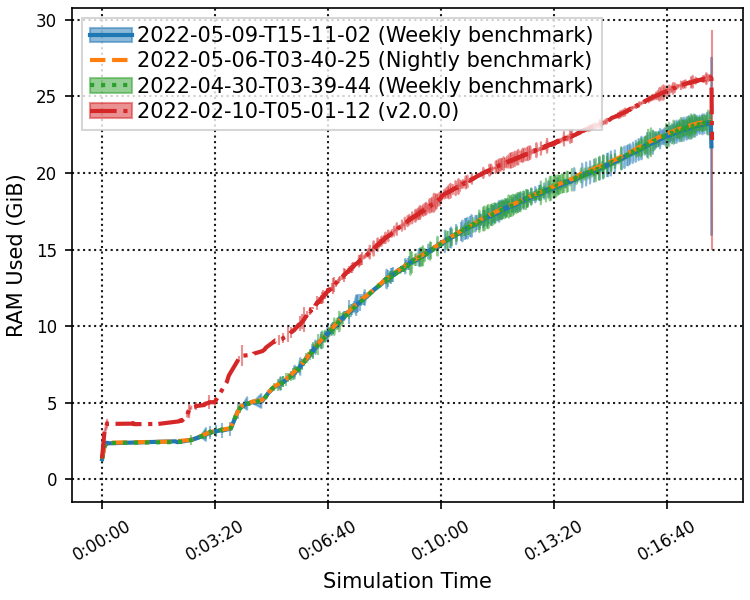 30
25
20
15
10
5
0
RAM Used (GiB)
2022-05-09-T15-11-02 (Weekly benchmark)
2022-05-06-T03-40-25 (Nightly benchmark)
2022-04-30-T03-39-44 (Weekly benchmark)
2022-02-10-T05-01-12 (v2.0.0)
0:00:00
0:03:20
0:06:40
0:10:00
0:13:20
0:16:40
Simulation Time